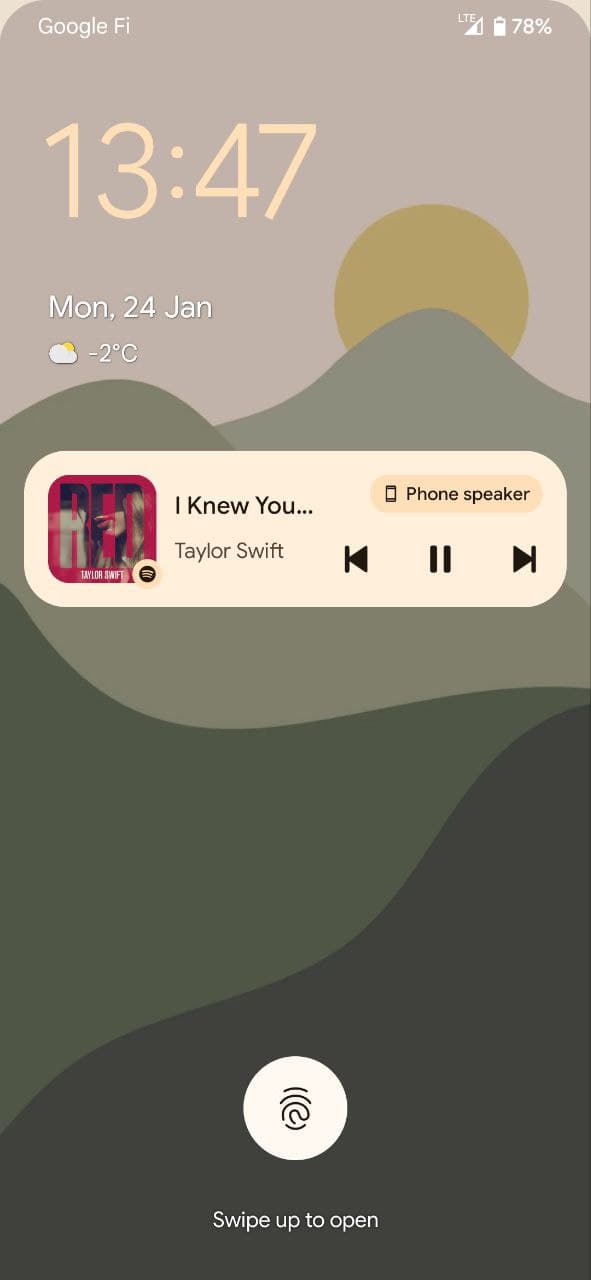 Google Fi
LTE 78%
13:47
Mon, 24 Jan
-2°C
RED
TAYLOR SWIFT
I Knew You...
Phone speaker
Taylor Swift
Swipe up to open